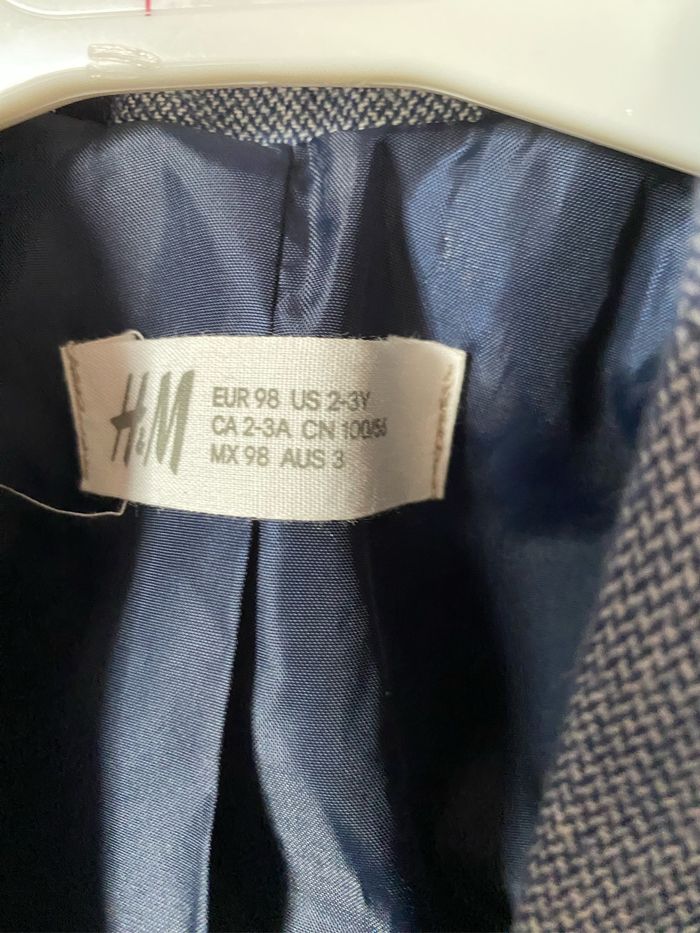 H&M
EUR 98 US 2-3Y
CA 2-3A CN 100/56
MX 98 AUS 3